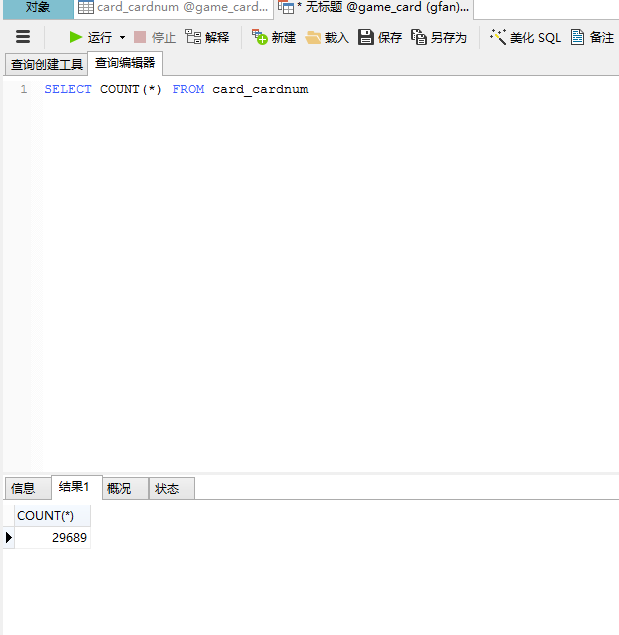 对象 card_cardnum @game_card... * 无标题 @game_card (gfan)...
运行 停止 解释 新建 载入 保存 另存为 美化 SQL 备注
查询创建工具 查询编辑器
1 SELECT COUNT(*) FROM card_cardnum
信息 结果1 概况 状态
COUNT(*)
29689